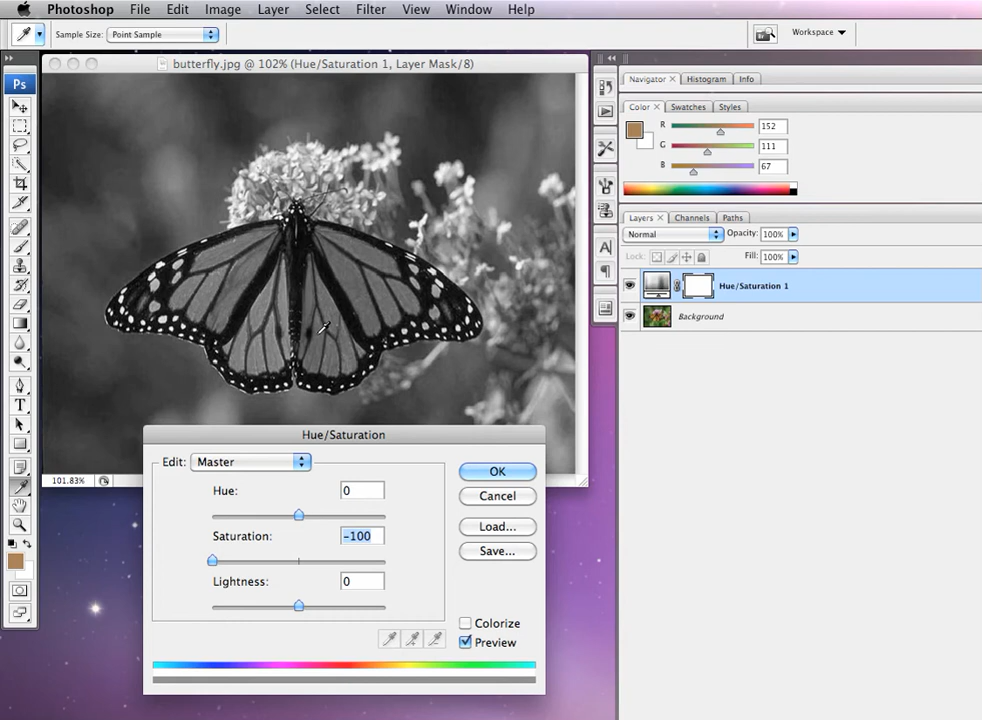 Photoshop File Edit Image Layer Select Filter View Window Help
Sample Size: Point Sample
Workspace
butterfly.jpg @ 102% (Hue/Saturation 1, Layer Mask/8)
Ps
T
101.83%
Navigator × Histogram Info
Color × Swatches Styles
R 152
G 111
B 67
A
Layers × Channels Paths
Normal Opacity: 100%
Lock: Fill: 100%
Hue/Saturation 1
Background
Hue/Saturation
Edit: Master
Hue: 0
Saturation: -100
Lightness: 0
OK
Cancel
Load...
Save...
Colorize
Preview